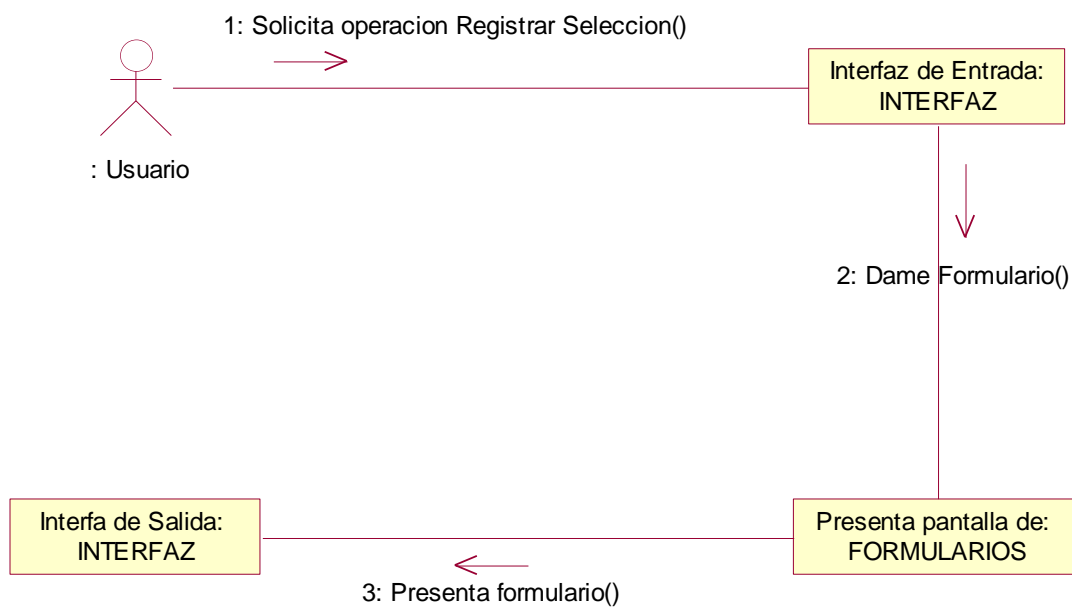 1: Solicita operacion Registrar Seleccion()
Interfaz de Entrada:
INTERFAZ
: Usuario
2: Dame Formulario()
Interfa de Salida:
INTERFAZ
Presenta pantalla de:
FORMULARIOS
3: Presenta formulario()